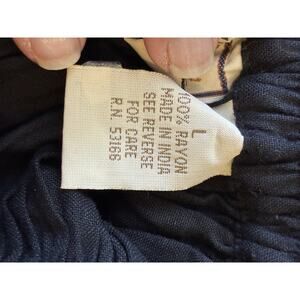 L
100% RAYON
MADE IN INDIA
SEE REVERSE
FOR CARE
R.N. 53166